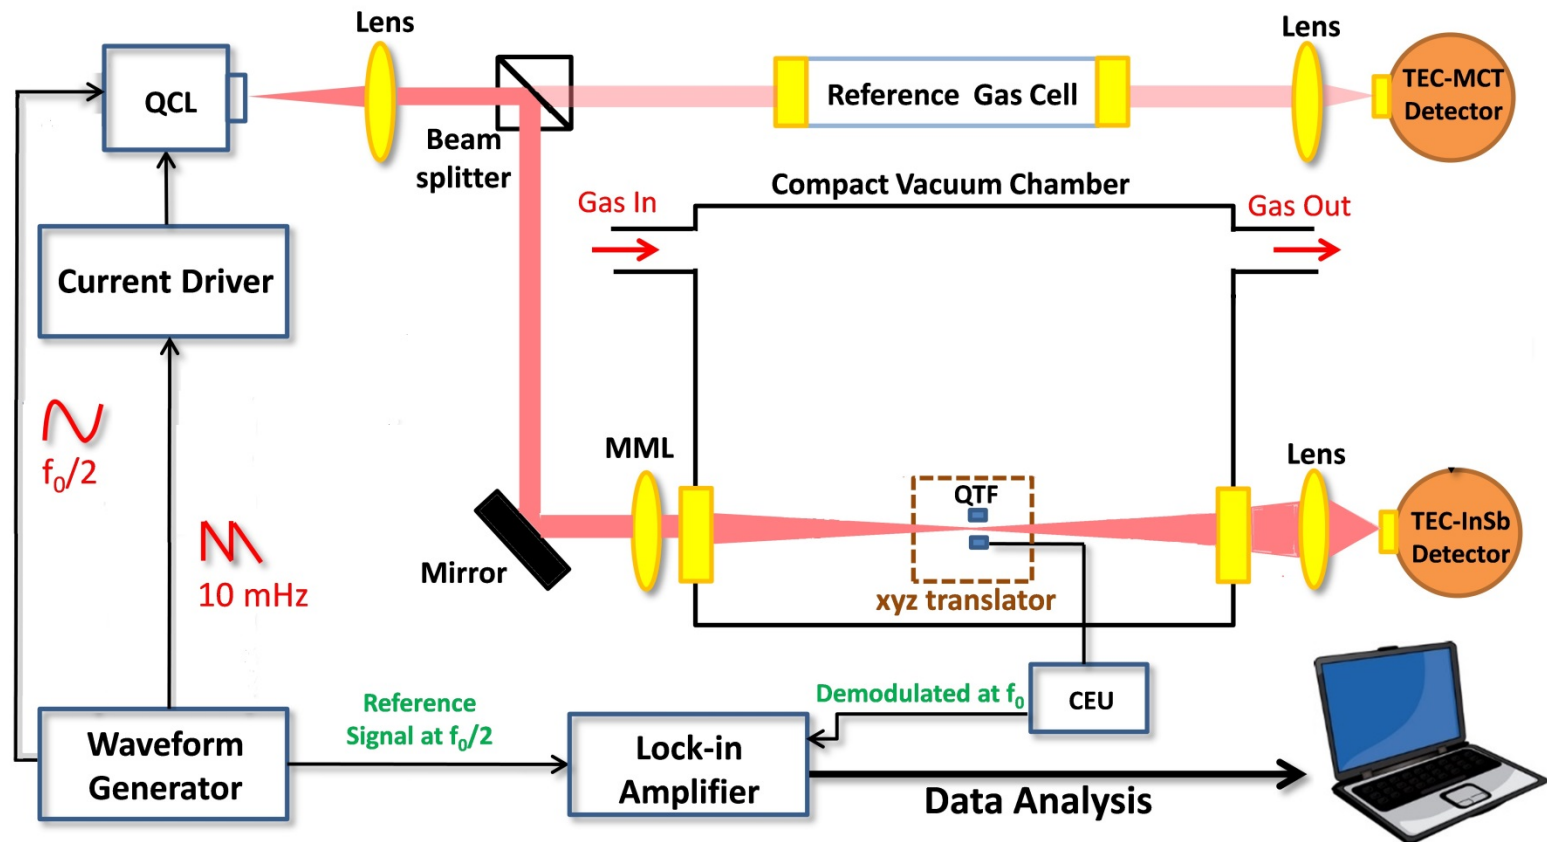 Lens
Lens
QCL
TEC-MCT
Detector
Reference Gas Cell
Beam
splitter
Compact Vacuum Chamber
Gas In
Gas Out
Current Driver
f₀/2
10 mHz
MML
Lens
QTF
TEC-InSb
Detector
Mirror
xyz translator
Waveform
Generator
Reference
Signal at f₀/2
Lock-in
Amplifier
Demodulated at f₀
CEU
Data Analysis